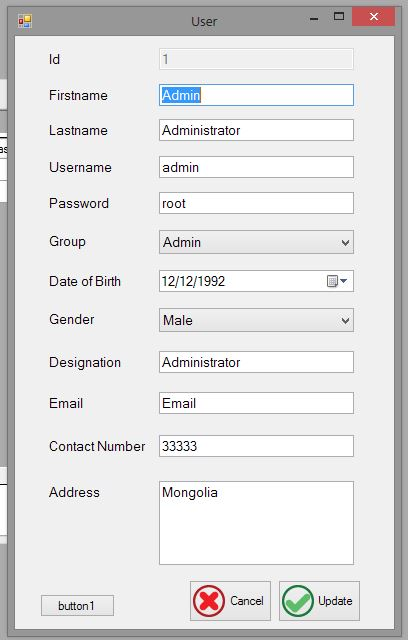 User
Id 1
Firstname Admin
Lastname Administrator
Username admin
Password root
Group Admin
Date of Birth 12/12/1992
Gender Male
Designation Administrator
Email Email
Contact Number 33333
Address Mongolia
button1 Cancel Update